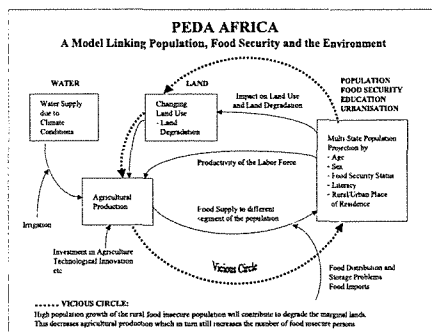 PEDA AFRICA
A Model Linking Population, Food Security and the Environment
WATER
LAND
POPULATION
FOOD SECURITY
EDUCATION
URBANISATION
Water Supply
due to
Climate
Conditions
Changing
Land Use
- Land
Degradation
Impact on Land Use
and Land Degradation
Multi-State Population
Projection by
- Age
- Sex
- Food Security Status
- Literacy
- Rural/Urban Place
of Residence
Productivity of the Labor Force
Agricultural
Production
Food Supply to different
segment of the population
Irrigation
Investment in Agriculture
Technological Innovation
etc
Vicious Circle
Food Distribution and
Storage Problems
Food Imports
VICIOUS CIRCLE:
High population growth of the rural food insecure population will contribute to degrade the marginal lands.
This decreases agricultural production which in turn still increases the number of food insecure persons